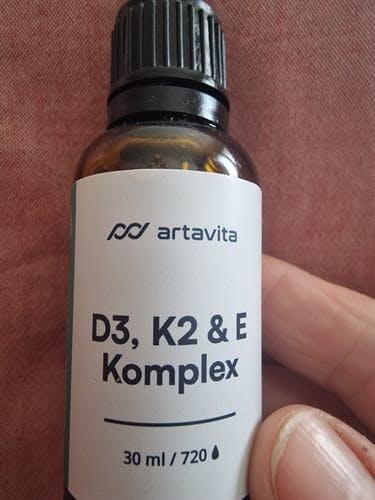 artavita
D3, K2 & E
Komplex
30 ml / 720